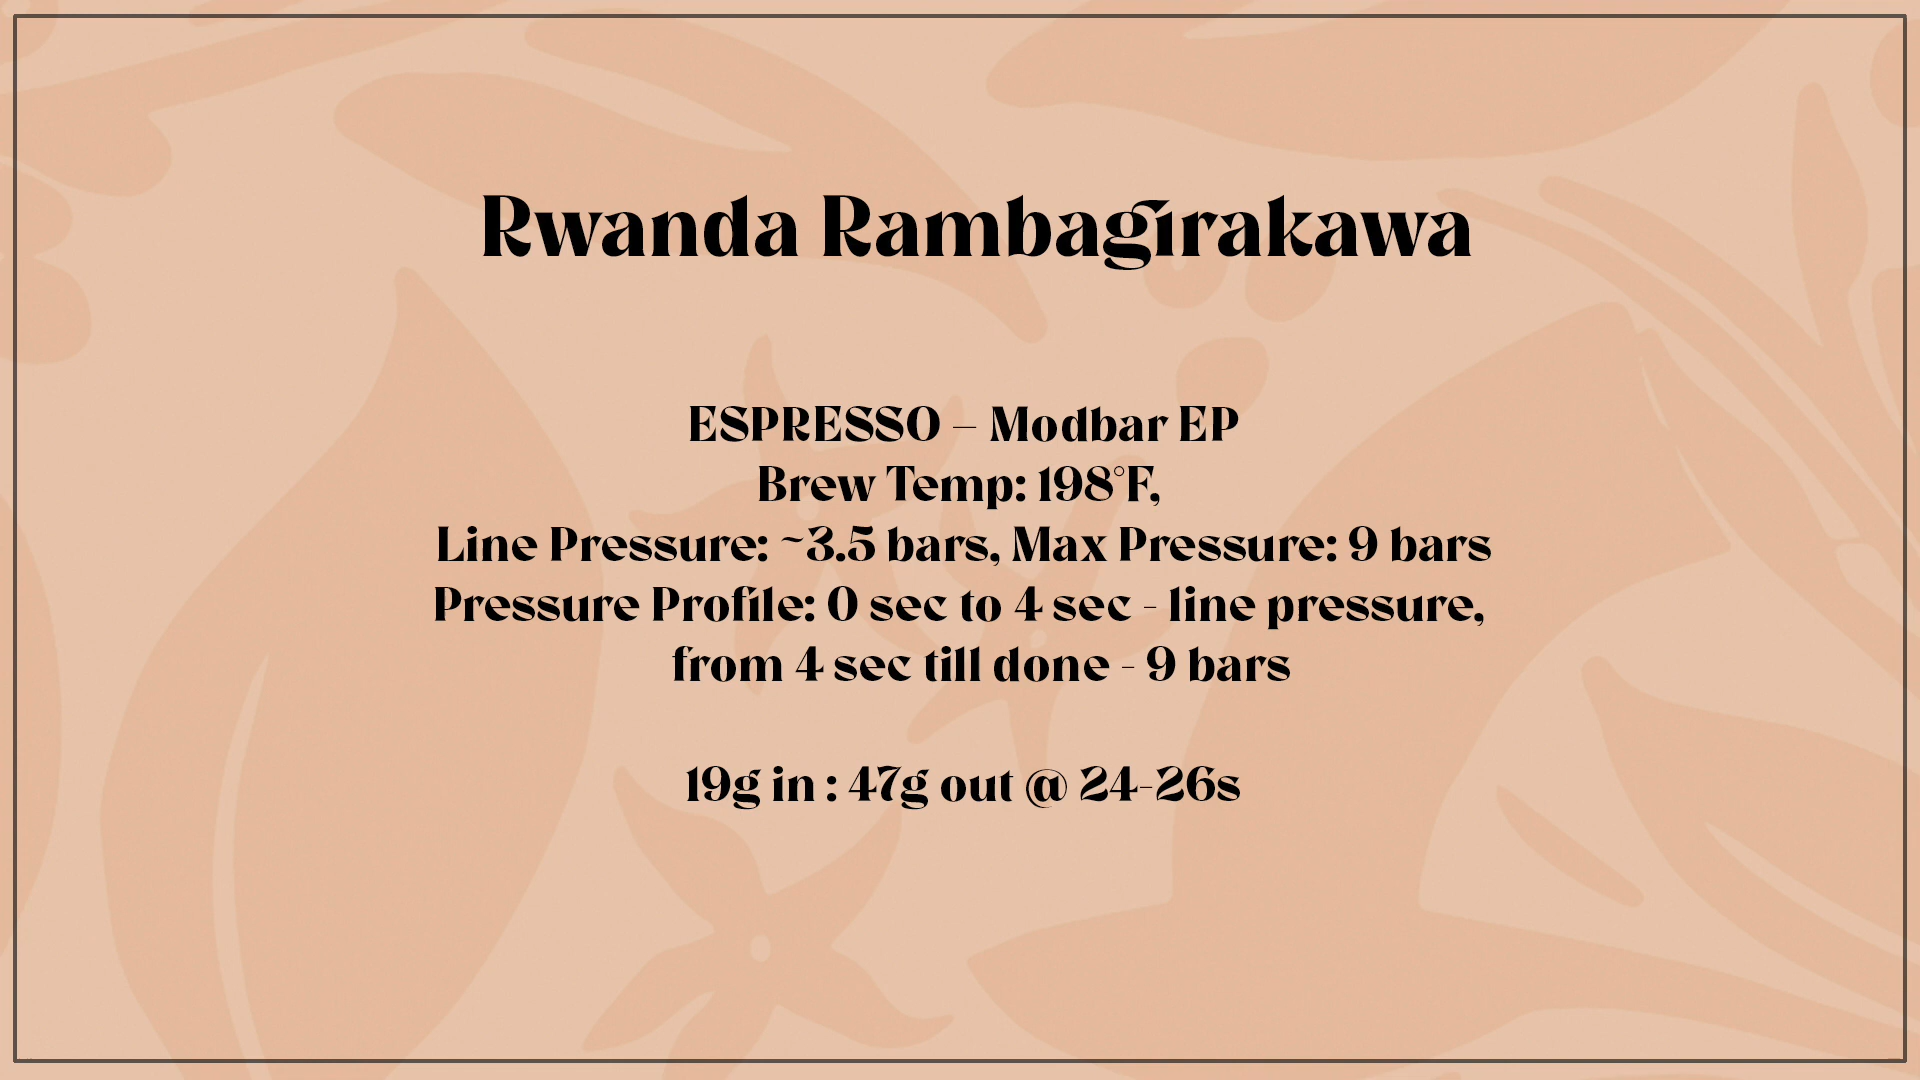 Rwanda Rambagirakawa
ESPRESSO – Modbar EP
Brew Temp: 198°F,
Line Pressure: ~3.5 bars, Max Pressure: 9 bars
Pressure Profile: 0 sec to 4 sec - line pressure,
from 4 sec till done - 9 bars
19g in : 47g out @ 24-26s